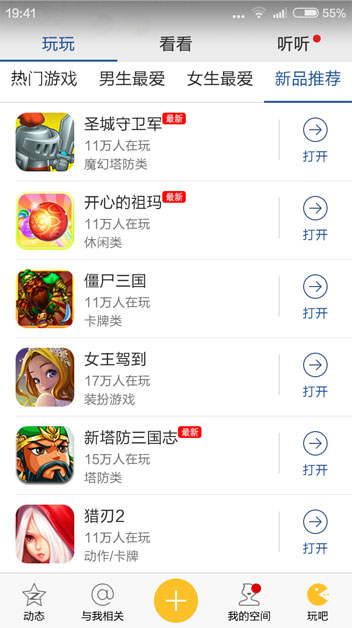 19:41
55%
玩玩
看看
听听
热门游戏
男生最爱
女生最爱
新品推荐
圣城守卫军 最新
11万人在玩
魔幻塔防类
打开
开心的祖玛 最新
11万人在玩
休闲类
打开
僵尸三国
11万人在玩
卡牌类
打开
女王驾到
17万人在玩
装扮游戏
打开
新塔防三国志 最新
15万人在玩
塔防类
打开
猎刃2
11万人在玩
动作/卡牌
打开
动态
与我相关
我的空间
玩吧